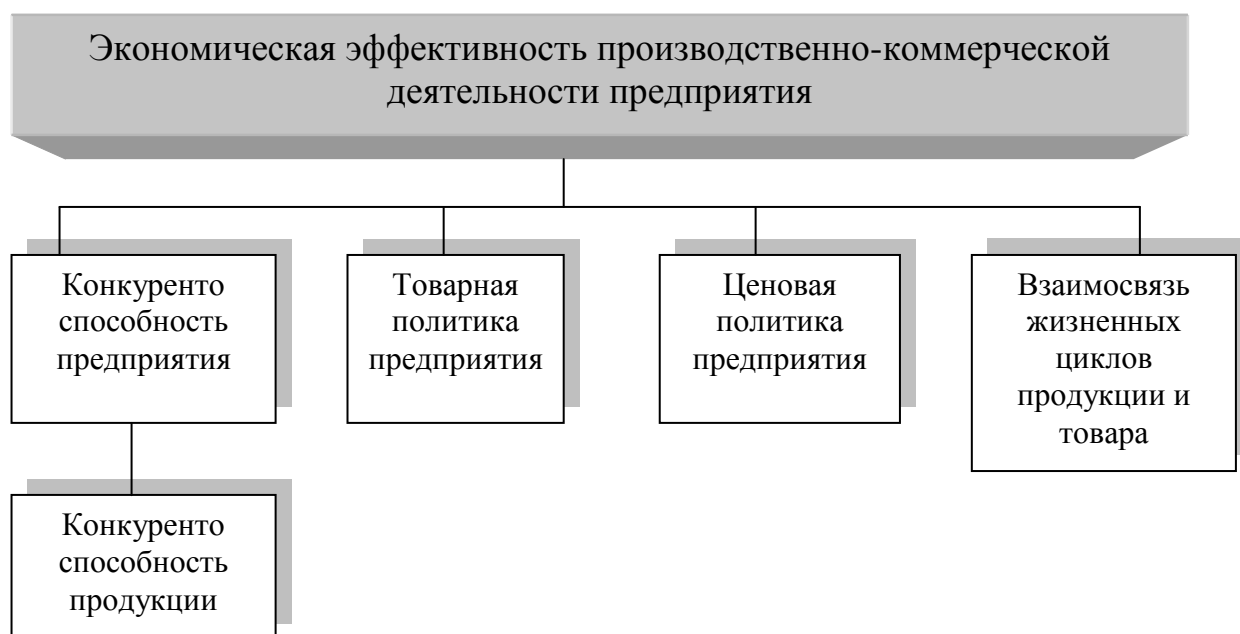 Экономическая эффективность производственно-коммерческой
деятельности предприятия
Конкуренто
способность
предприятия
Товарная
политика
предприятия
Ценовая
политика
предприятия
Взаимосвязь
жизненных
циклов
продукции и
товара
Конкуренто
способность
продукции